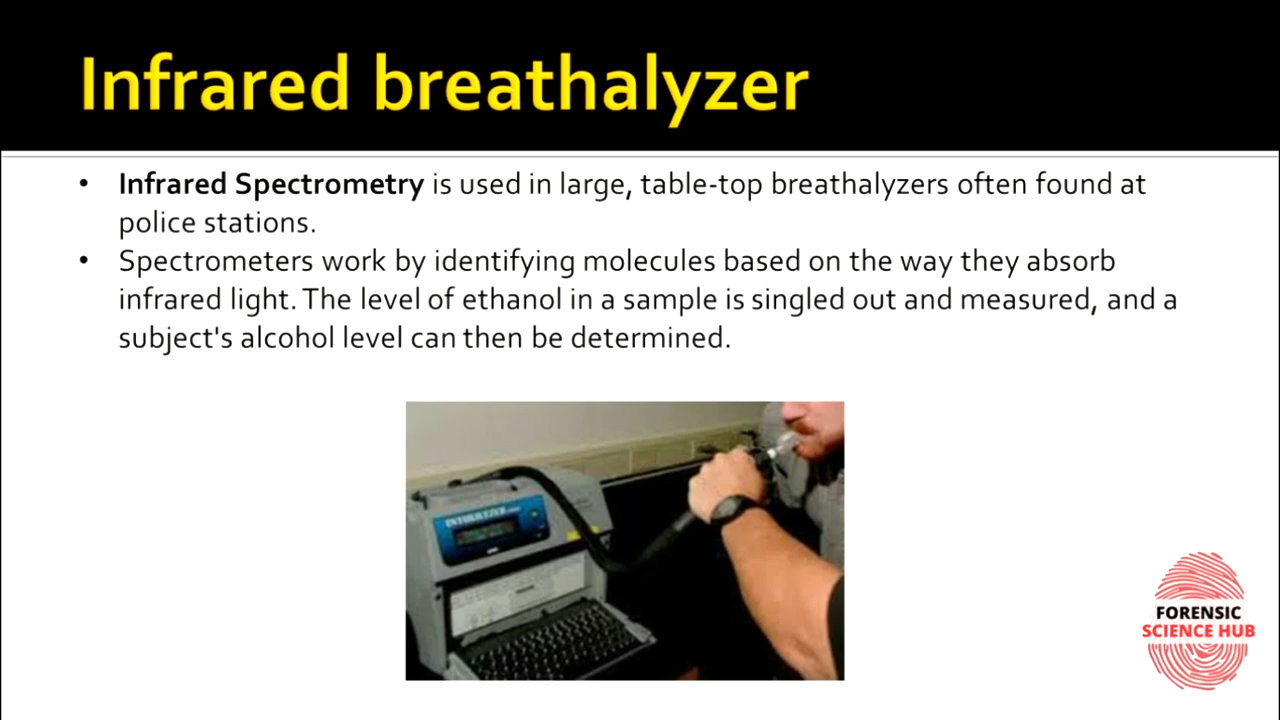 Infrared breathalyzer
• Infrared Spectrometry is used in large, table-top breathalyzers often found at
police stations.
• Spectrometers work by identifying molecules based on the way they absorb
infrared light. The level of ethanol in a sample is singled out and measured, and a
subject's alcohol level can then be determined.
INTOXILYZER
FORENSIC
SCIENCE HUB